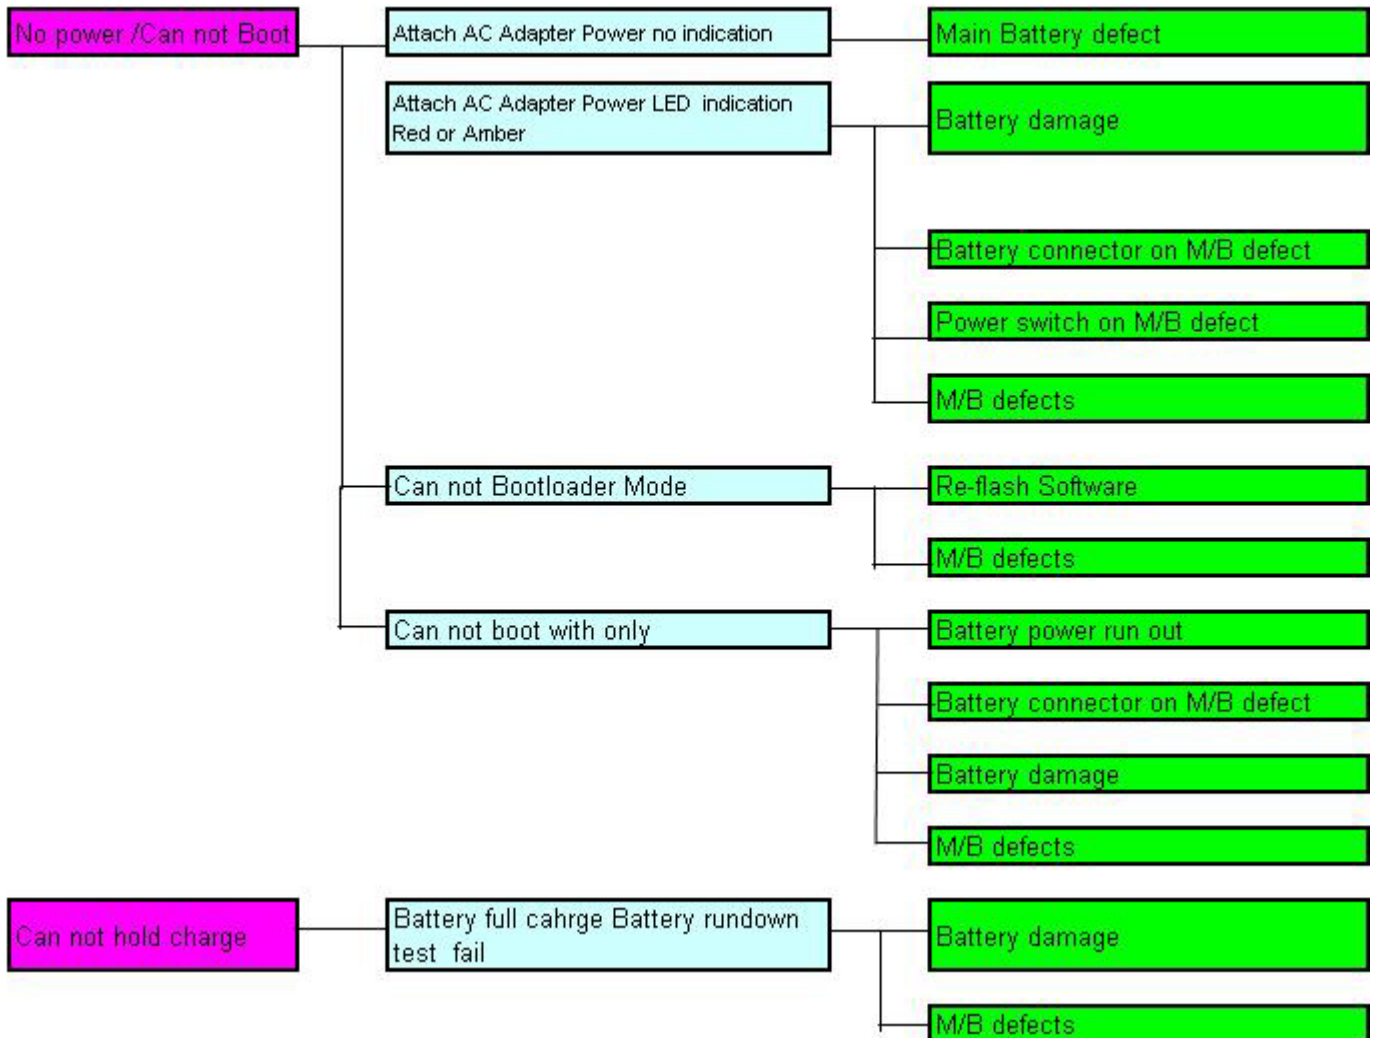 No power /Can not Boot
Attach AC Adapter Power no indication
Main Battery defect
Attach AC Adapter Power LED indication
Red or Amber
Battery damage
Battery connector on M/B defect
Power switch on M/B defect
M/B defects
Can not Bootloader Mode
Re-flash Software
M/B defects
Can not boot with only
Battery power run out
Battery connector on M/B defect
Battery damage
M/B defects
Can not hold charge
Battery full cahrge Battery rundown
test fail
Battery damage
M/B defects